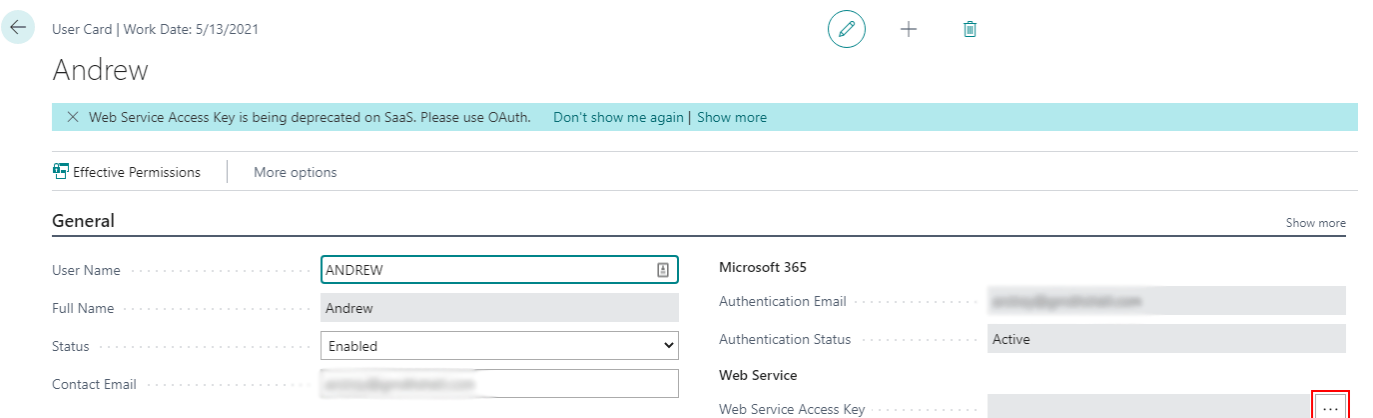 User Card | Work Date: 5/13/2021
Andrew
Web Service Access Key is being deprecated on SaaS. Please use OAuth. Don't show me again | Show more
Effective Permissions More options
General Show more
User Name ANDREW
Full Name Andrew
Status Enabled
Contact Email
Microsoft 365
Authentication Email
Authentication Status Active
Web Service
Web Service Access Key ...